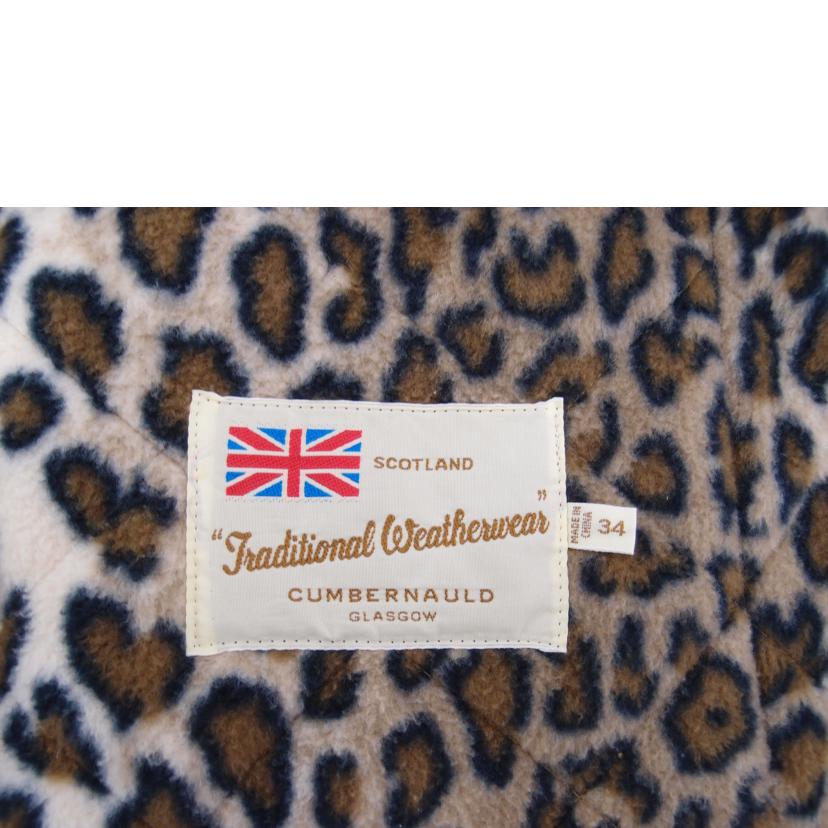 SCOTLAND
"Traditional Weatherwear"
CUMBERNAULD
GLASGOW
MADE IN
CHINA
34